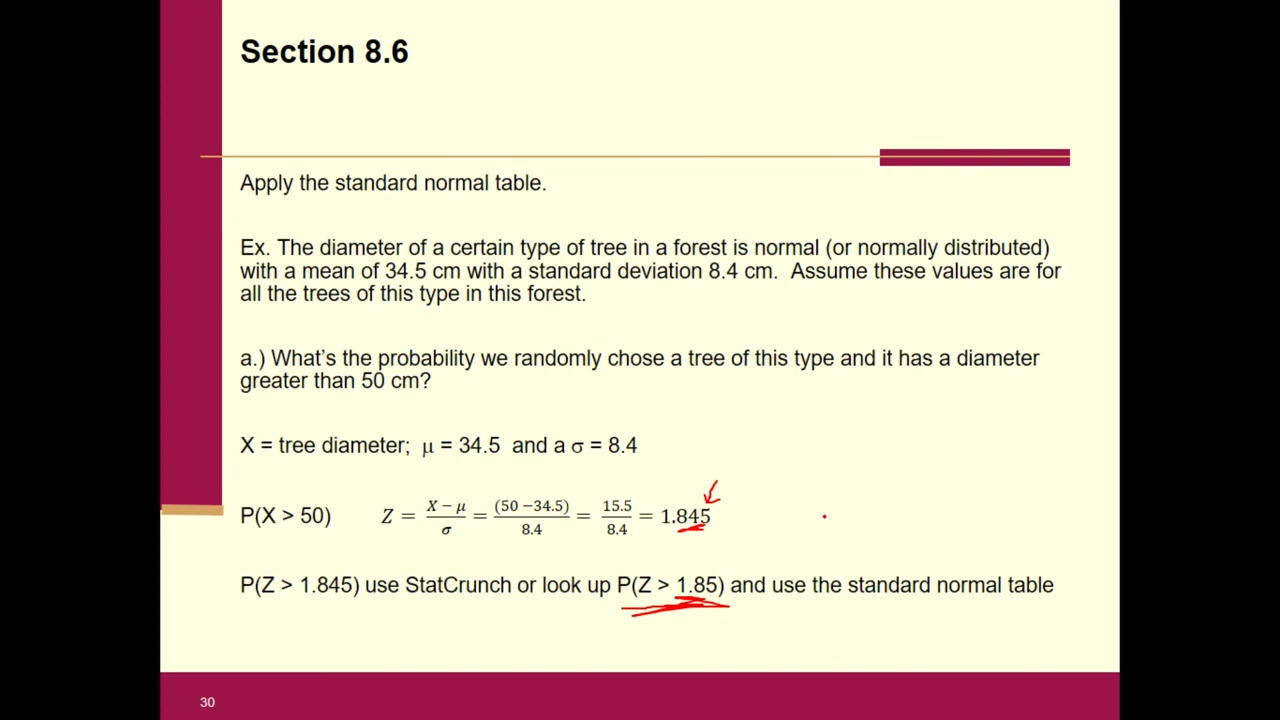 Section 8.6
Apply the standard normal table.
Ex. The diameter of a certain type of tree in a forest is normal (or normally distributed)
with a mean of 34.5 cm with a standard deviation 8.4 cm. Assume these values are for
all the trees of this type in this forest.
a.) What's the probability we randomly chose a tree of this type and it has a diameter
greater than 50 cm?
X = tree diameter; μ = 34.5 and a σ = 8.4
P(X > 50) Z = (X − μ)/σ = (50 −34.5)/8.4 = 15.5/8.4 = 1.845
P(Z > 1.845) use StatCrunch or look up P(Z > 1.85) and use the standard normal table
30